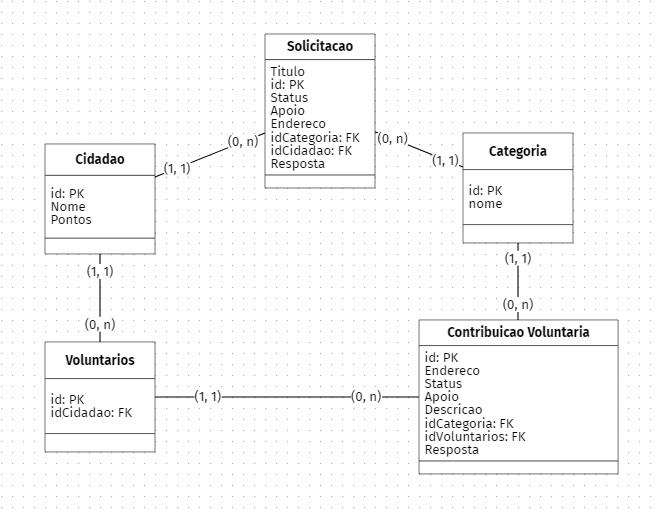 Solicitacao
Titulo
id: PK
Status
Apoio
Endereco
idCategoria: FK
idCidadao: FK
Resposta
(0, n)
(1, 1)
(0, n)
(1, 1)
Cidadao
id: PK
Nome
Pontos
Categoria
id: PK
nome
(1, 1)
(0, n)
(1, 1)
(0, n)
Voluntarios
id: PK
idCidadao: FK
(1, 1)
(0, n)
Contribuicao Voluntaria
id: PK
Endereco
Status
Apoio
Descricao
idCategoria: FK
idVoluntarios: FK
Resposta